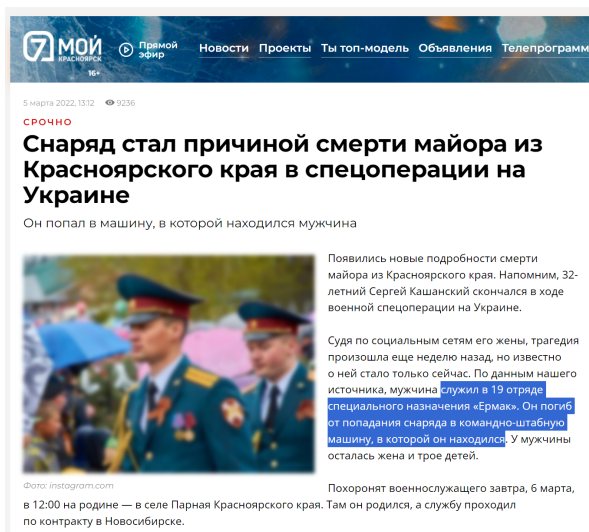 7 МОЙ
КРАСНОЯРСК
16+
Прямой
эфир
Новости Проекты Ты топ-модель Объявления Телепрограмм
5 марта 2022, 13:12 9236
СРОЧНО
Снаряд стал причиной смерти майора из
Красноярского края в спецоперации на
Украине
Он попал в машину, в которой находился мужчина
Появились новые подробности смерти
майора из Красноярского края. Напомним, 32-
летний Сергей Кашанский скончался в ходе
военной спецоперации на Украине.
Судя по социальным сетям его жены, трагедия
произошла еще неделю назад, но известно
о ней стало только сейчас. По данным нашего
источника, мужчина служил в 19 отряде
специального назначения «Ермак». Он погиб
от попадания снаряда в командно-штабную
машину, в которой он находился. У мужчины
осталась жена и трое детей.
Фото: instagram.com
Похоронят военнослужащего завтра, 6 марта,
в 12:00 на родине — в селе Парная Красноярского края. Там он родился, а службу проходил
по контракту в Новосибирске.